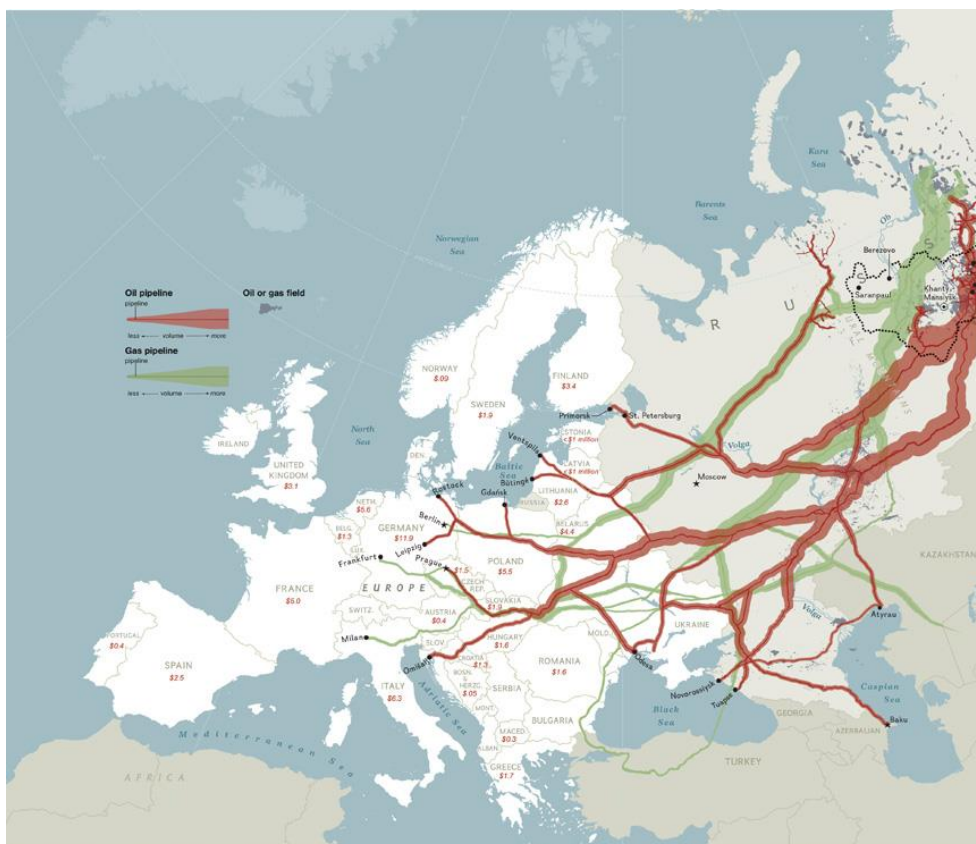 Kara
Sea
Barents
Sea
Norwegian
Sea
Ob
Berezovo
S
S
Saranpaul
Khanty
Mansiysk
R
U
Oil pipeline
pipeline
less
volume
more
Oil or gas field
Gas pipeline
pipeline
less
volume
more
NORWAY
$.09
SWEDEN
$1.9
FINLAND
$3.4
Primorsk
St. Petersburg
ESTONIA
<$1 million
Ventspils
LATVIA
<$1 million
Volga
Moscow
North
Sea
Baltic
Sea
Būtingė
LITHUANIA
$2.6
RUSSIA
IRELAND
UNITED
KINGDOM
$3.1
DEN.
Rostock
Gdańsk
Berlin
NETH.
$5.6
BELG.
$1.3
GERMANY
$11.9
Leipzig
BELARUS
$4.4
POLAND
$5.5
LUX.
Frankfurt
Prague
$1.5
CZECH
REP.
EUROPE
SLOVAKIA
$1.9
KAZAKHSTAN
FRANCE
$5.0
SWITZ.
AUSTRIA
$0.4
Milan
SLOV.
HUNGARY
$1.6
MOLD.
UKRAINE
Volga
Atyrau
Omišalj
CROATIA
$1.3
ROMANIA
$1.6
Odesa
PORTUGAL
$0.4
SPAIN
$2.5
ITALY
$6.3
BOSN.
&
HERZG.
$.05
SERBIA
Novorossiysk
Tuapse
Adriatic Sea
MONT.
BULGARIA
Black
Sea
Caspian
Sea
Baku
GEORGIA
AZERBAIJAN
MACED.
$0.3
ALBAN.
GREECE
$1.7
TURKEY
Mediterranean Sea
AFRICA